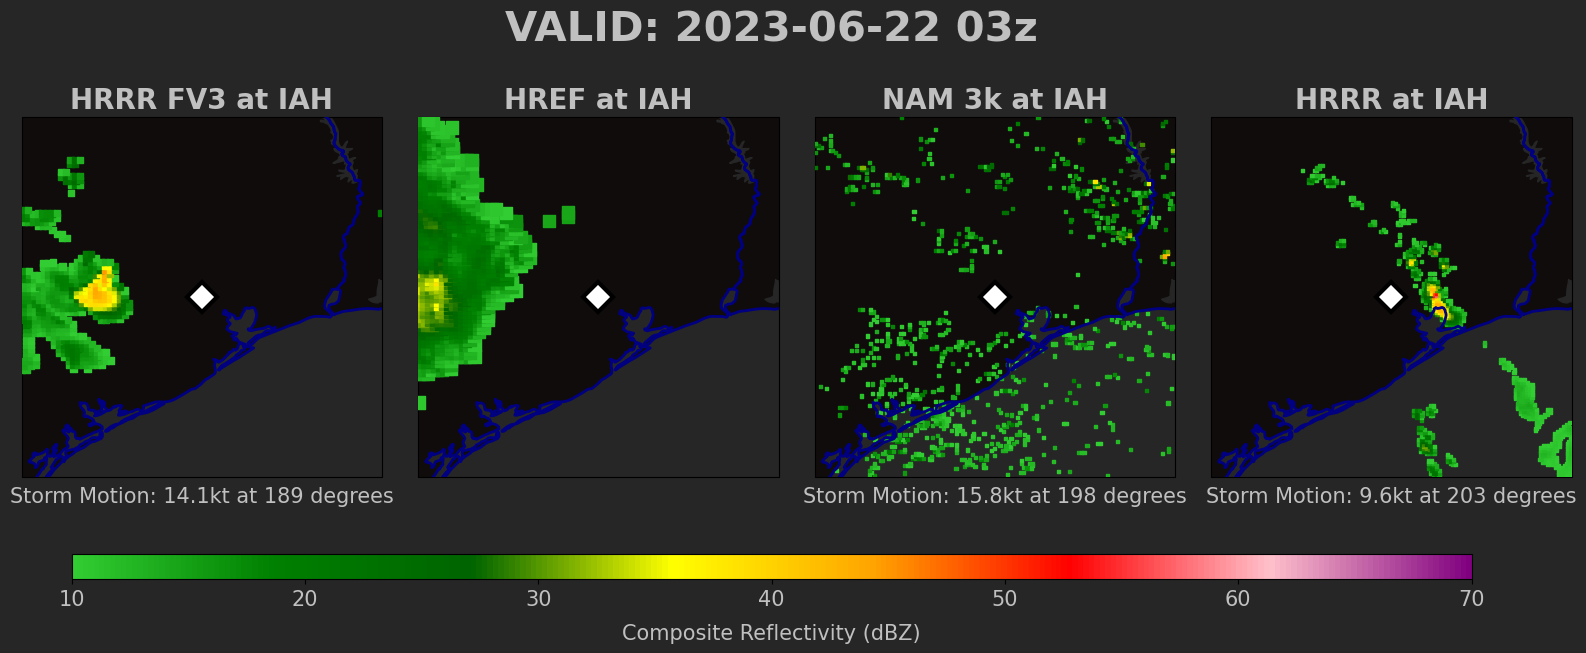 VALID: 2023-06-22 03z
HRRR FV3 at IAH
HREF at IAH
NAM 3k at IAH
HRRR at IAH
Storm Motion: 14.1kt at 189 degrees
Storm Motion: 15.8kt at 198 degrees
Storm Motion: 9.6kt at 203 degrees
10 20 30 40 50 60 70
Composite Reflectivity (dBZ)